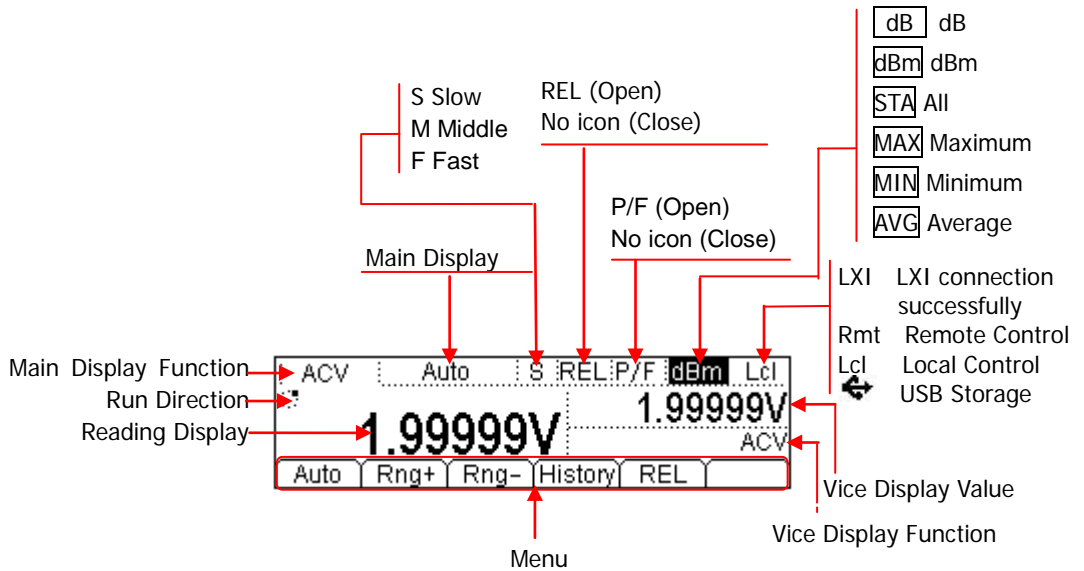 dB dB
dBm dBm
STA All
MAX Maximum
MIN Minimum
AVG Average
S Slow
M Middle
F Fast
REL (Open)
No icon (Close)
P/F (Open)
No icon (Close)
Main Display
LXI LXI connection
successfully
Rmt Remote Control
Lcl Local Control
USB Storage
Main Display Function
Run Direction
Reading Display
ACV Auto S REL P/F dBm Lcl
1.99999V
1.99999V
ACV
Auto Rng+ Rng- History REL
Vice Display Value
Vice Display Function
Menu